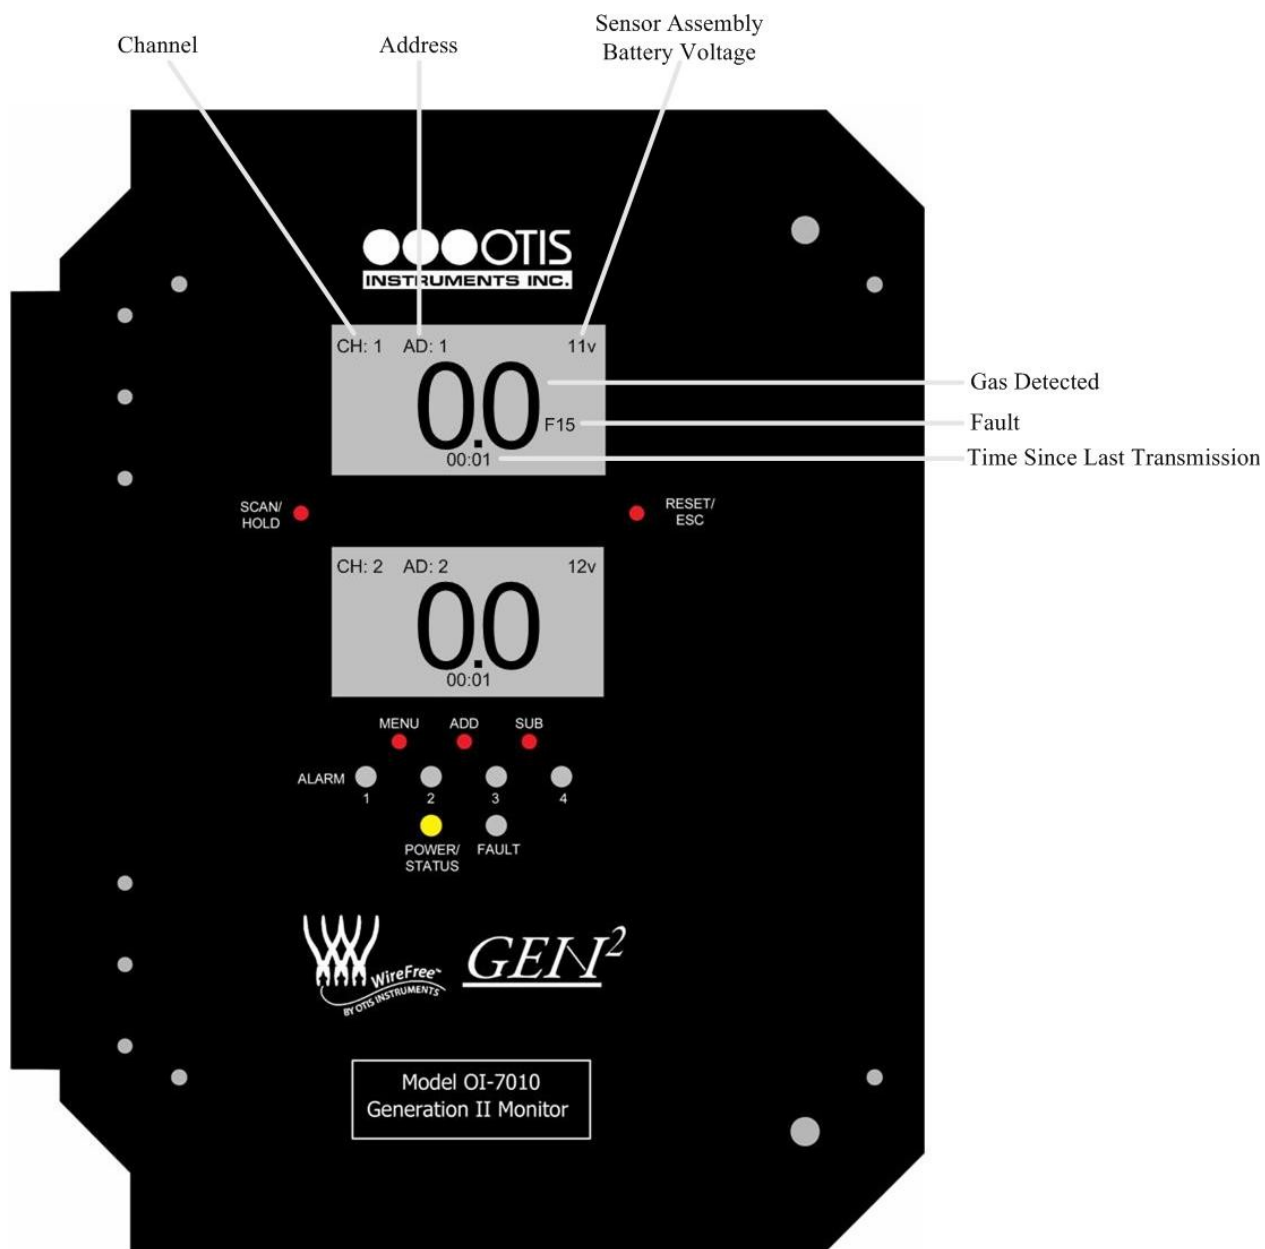 Sensor Assembly
Battery Voltage
Channel
Address
OTIS
INSTRUMENTS INC.
CH: 1 AD: 1 11v
0.0
F15
00:01
Gas Detected
Fault
Time Since Last Transmission
SCAN/
HOLD
RESET/
ESC
CH: 2 AD: 2 12v
0.0
00:01
MENU ADD SUB
ALARM
1 2 3 4
POWER/
STATUS
FAULT
WireFree™
BY OTIS INSTRUMENTS
GEN²
Model OI-7010
Generation II Monitor